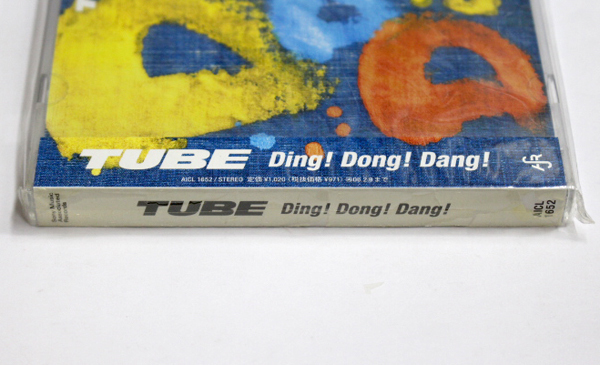 TUBE Ding! Dong! Dang!
AICL 1652 / STEREO 定価 ¥1,020 (税抜価格 ¥971)
TUBE Ding! Dong! Dang!
AICL
1652